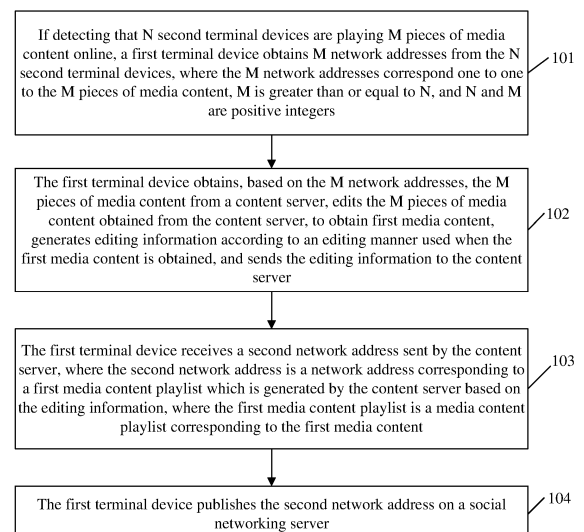 If detecting that N second terminal devices are playing M pieces of media
content online, a first terminal device obtains M network addresses from the N
second terminal devices, where the M network addresses correspond one to one
to the M pieces of media content, M is greater than or equal to N, and N and M
are positive integers
101
The first terminal device obtains, based on the M network addresses, the M
pieces of media content from a content server, edits the M pieces of media
content obtained from the content server, to obtain first media content,
generates editing information according to an editing manner used when the
first media content is obtained, and sends the editing information to the content
server
102
The first terminal device receives a second network address sent by the content
server, where the second network address is a network address corresponding to
a first media content playlist which is generated by the content server based on
the editing information, where the first media content playlist is a media content
playlist corresponding to the first media content
103
The first terminal device publishes the second network address on a social
networking server
104